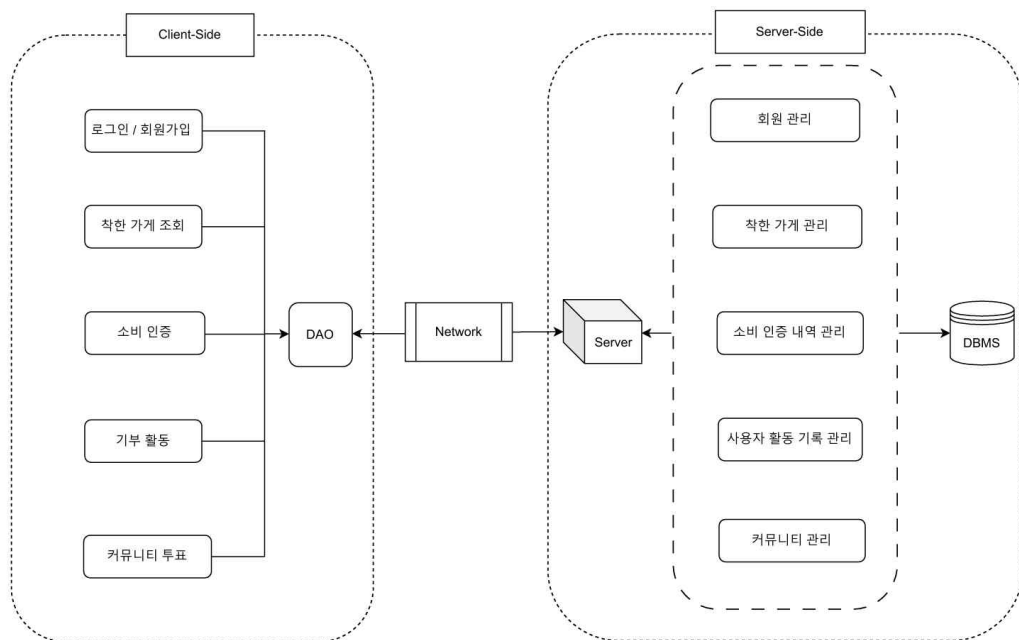 Client-Side
로그인 / 회원가입
착한 가게 조회
소비 인증
기부 활동
커뮤니티 투표
DAO
Network
Server-Side
Server
회원 관리
착한 가게 관리
소비 인증 내역 관리
사용자 활동 기록 관리
커뮤니티 관리
DBMS